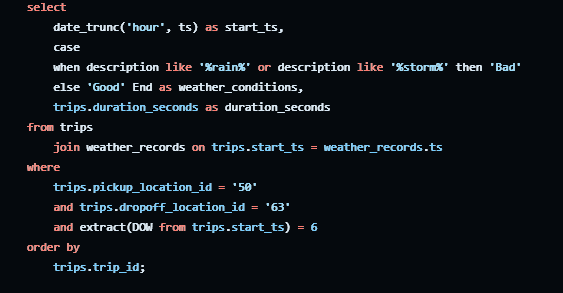 select
date_trunc('hour', ts) as start_ts,
case
when description like '%rain%' or description like '%storm%' then 'Bad'
else 'Good' End as weather_conditions,
trips.duration_seconds as duration_seconds
from trips
join weather_records on trips.start_ts = weather_records.ts
where
trips.pickup_location_id = '50'
and trips.dropoff_location_id = '63'
and extract(DOW from trips.start_ts) = 6
order by
trips.trip_id;